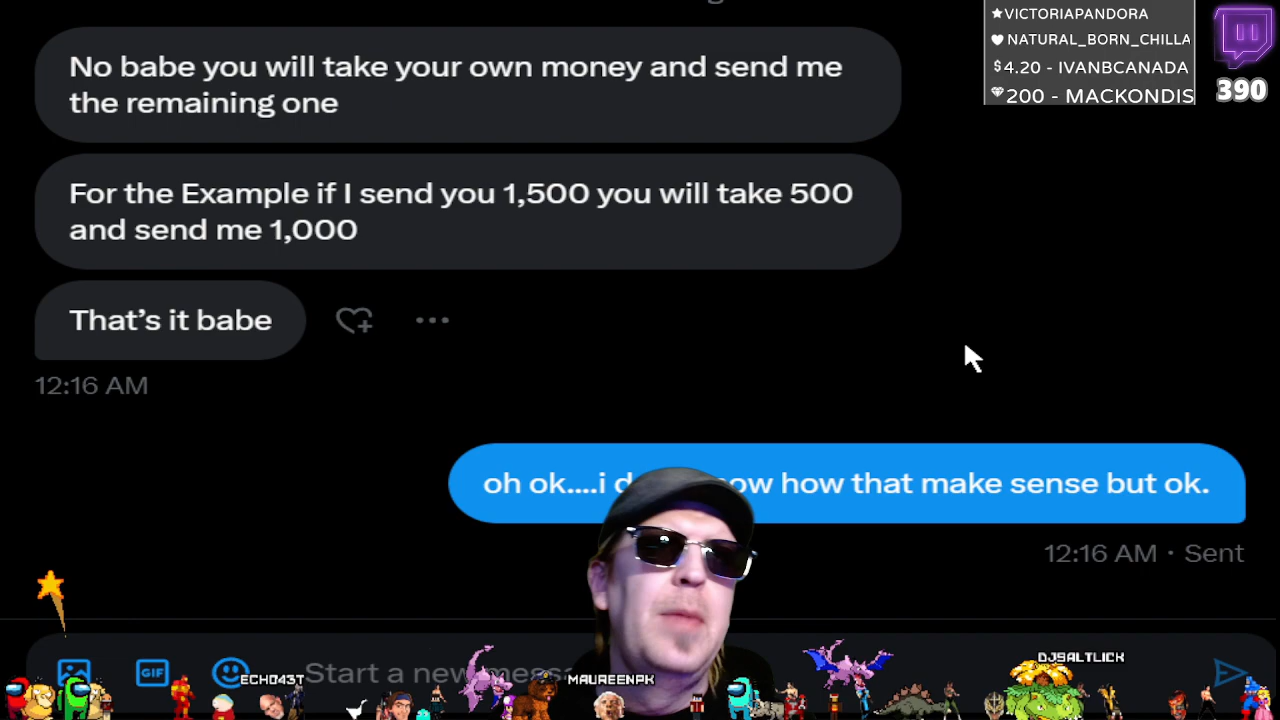 ★VICTORIAPANDORA
NATURAL_BORN_CHILLA
$4.20 - IVANBCANADA
200 - MACKONDIS
390
No babe you will take your own money and send me
the remaining one
For the Example if I send you 1,500 you will take 500
and send me 1,000
That’s it babe
12:16 AM
oh ok....i how that make sense but ok.
12:16 AM · Sent
GIF
Start a new
ECHO43T
MAUREENPK
DJSALTLICK